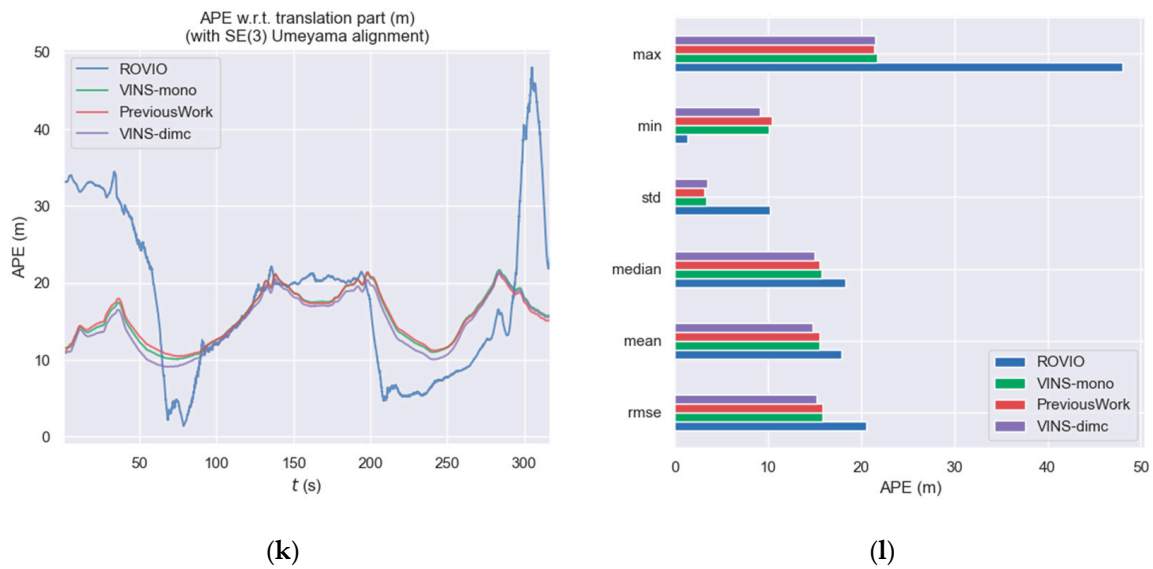 APE w.r.t. translation part (m)
(with SE(3) Umeyama alignment)
50
40
30
20
10
0
APE (m)
ROVIO
VINS-mono
PreviousWork
VINS-dimc
50
100
150
200
250
300
t (s)
(k)
max
min
std
median
mean
rmse
ROVIO
VINS-mono
PreviousWork
VINS-dimc
0
10
20
30
40
50
APE (m)
(l)